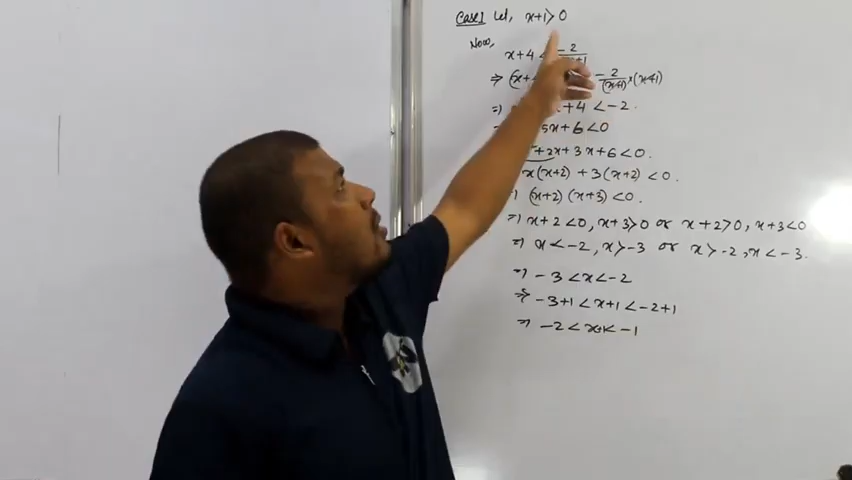 Case1 Let, x+1>0
Now,
x+4 < -2
⇒ (x+ -2/(x+1) ×(x+1)
⇒ x+4 <-2.
⇒ 5x+6<0
+2x+3x+6<0.
x(x+2) +3(x+2) <0.
⇒ (x+2)(x+3)<0.
⇒ x+2<0, x+3>0 or x+2>0, x+3<0
⇒ x<-2, x>-3 or x>-2, x<-3.
⇒ -3<x<-2
⇒ -3+1<x+1<-2+1
⇒ -2<x+1<-1